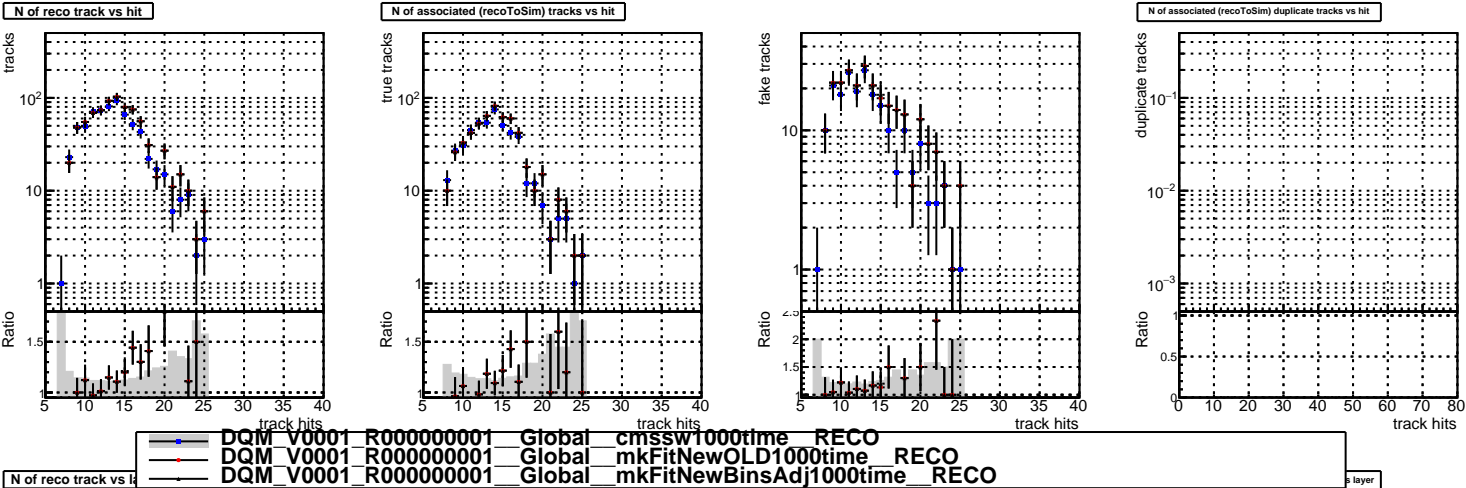 N of reco track vs hit
N of associated (recoToSim) tracks vs hit
N of associated (recoToSim) duplicate tracks vs hit
tracks
10²
10
1
Ratio
1.5
1
5 10 15 20 25 30 35 40
track hits
true tracks
10²
10
1
Ratio
1.5
1
5 10 15 20 25 30 35 40
track hits
fake tracks
10
1
Ratio
2.5
2
1.5
1
5 10 15 20 25 30 35 40
track hits
duplicate tracks
10⁻¹
10⁻²
10⁻³
Ratio
1
0.5
0
0 10 20 30 40 50 60 70 80
track hits
DQM_V0001_R000000001__Global__cmssw1000time__RECO
DQM_V0001_R000000001__Global__mkFitNewOLD1000time__RECO
DQM_V0001_R000000001__Global__mkFitNewBinsAdj1000time__RECO
N of reco track vs la
s layer